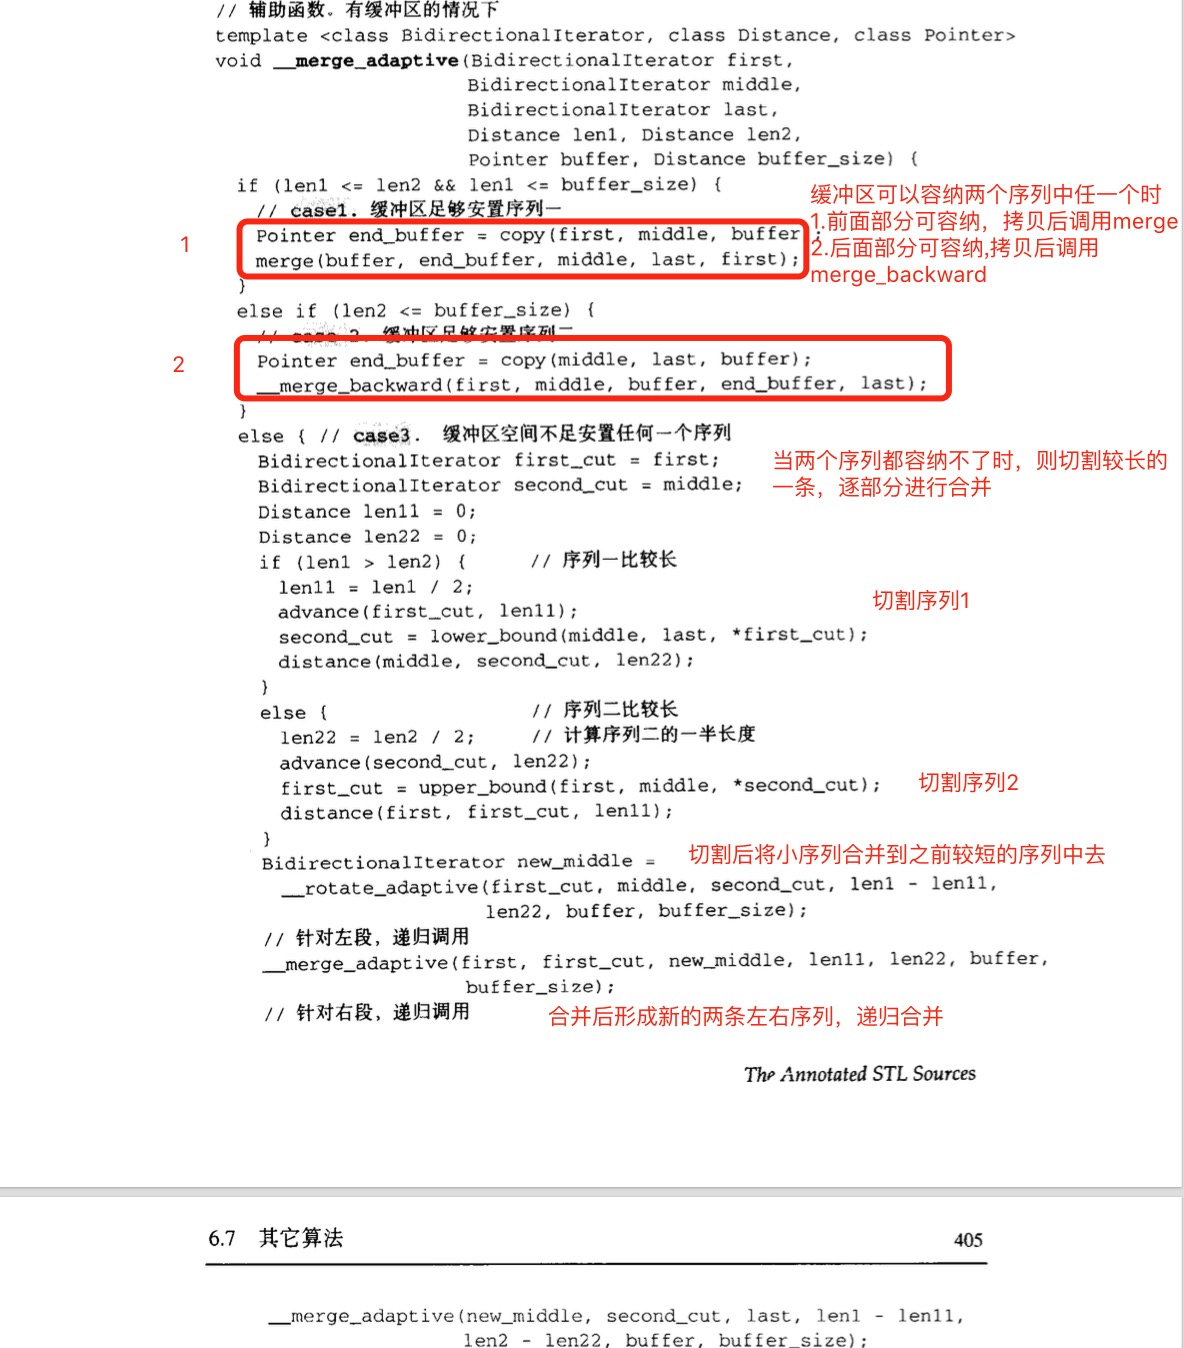 // 辅助函数。有缓冲区的情况下
template <class BidirectionalIterator, class Distance, class Pointer>
void __merge_adaptive(BidirectionalIterator first,
BidirectionalIterator middle,
BidirectionalIterator last,
Distance len1, Distance len2,
Pointer buffer, Distance buffer_size) {
if (len1 <= len2 && len1 <= buffer_size) {
缓冲区可以容纳两个序列中任一个时
// case1. 缓冲区足够安置序列一
1.前面部分可容纳，拷贝后调用merge
1
Pointer end_buffer = copy(first, middle, buffer);
2.后面部分可容纳,拷贝后调用
merge(buffer, end_buffer, middle, last, first);
merge_backward
}
else if (len2 <= buffer_size) {
// case 2. 缓冲区足够安置序列二
2
Pointer end_buffer = copy(middle, last, buffer);
__merge_backward(first, middle, buffer, end_buffer, last);
}
else { // case3. 缓冲区空间不足安置任何一个序列
BidirectionalIterator first_cut = first;
当两个序列都容纳不了时，则切割较长的
BidirectionalIterator second_cut = middle;
一条，逐部分进行合并
Distance len11 = 0;
Distance len22 = 0;
if (len1 > len2) { // 序列一比较长
len11 = len1 / 2;
切割序列1
advance(first_cut, len11);
second_cut = lower_bound(middle, last, *first_cut);
distance(middle, second_cut, len22);
}
else { // 序列二比较长
len22 = len2 / 2; // 计算序列二的一半长度
advance(second_cut, len22);
first_cut = upper_bound(first, middle, *second_cut); 切割序列2
distance(first, first_cut, len11);
}
BidirectionalIterator new_middle = 切割后将小序列合并到之前较短的序列中去
__rotate_adaptive(first_cut, middle, second_cut, len1 - len11,
len22, buffer, buffer_size);
// 针对左段，递归调用
__merge_adaptive(first, first_cut, new_middle, len11, len22, buffer,
buffer_size);
// 针对右段，递归调用 合并后形成新的两条左右序列，递归合并
The Annotated STL Sources
6.7 其它算法 405
__merge_adaptive(new_middle, second_cut, last, len1 - len11,
len2 - len22, buffer, buffer_size);